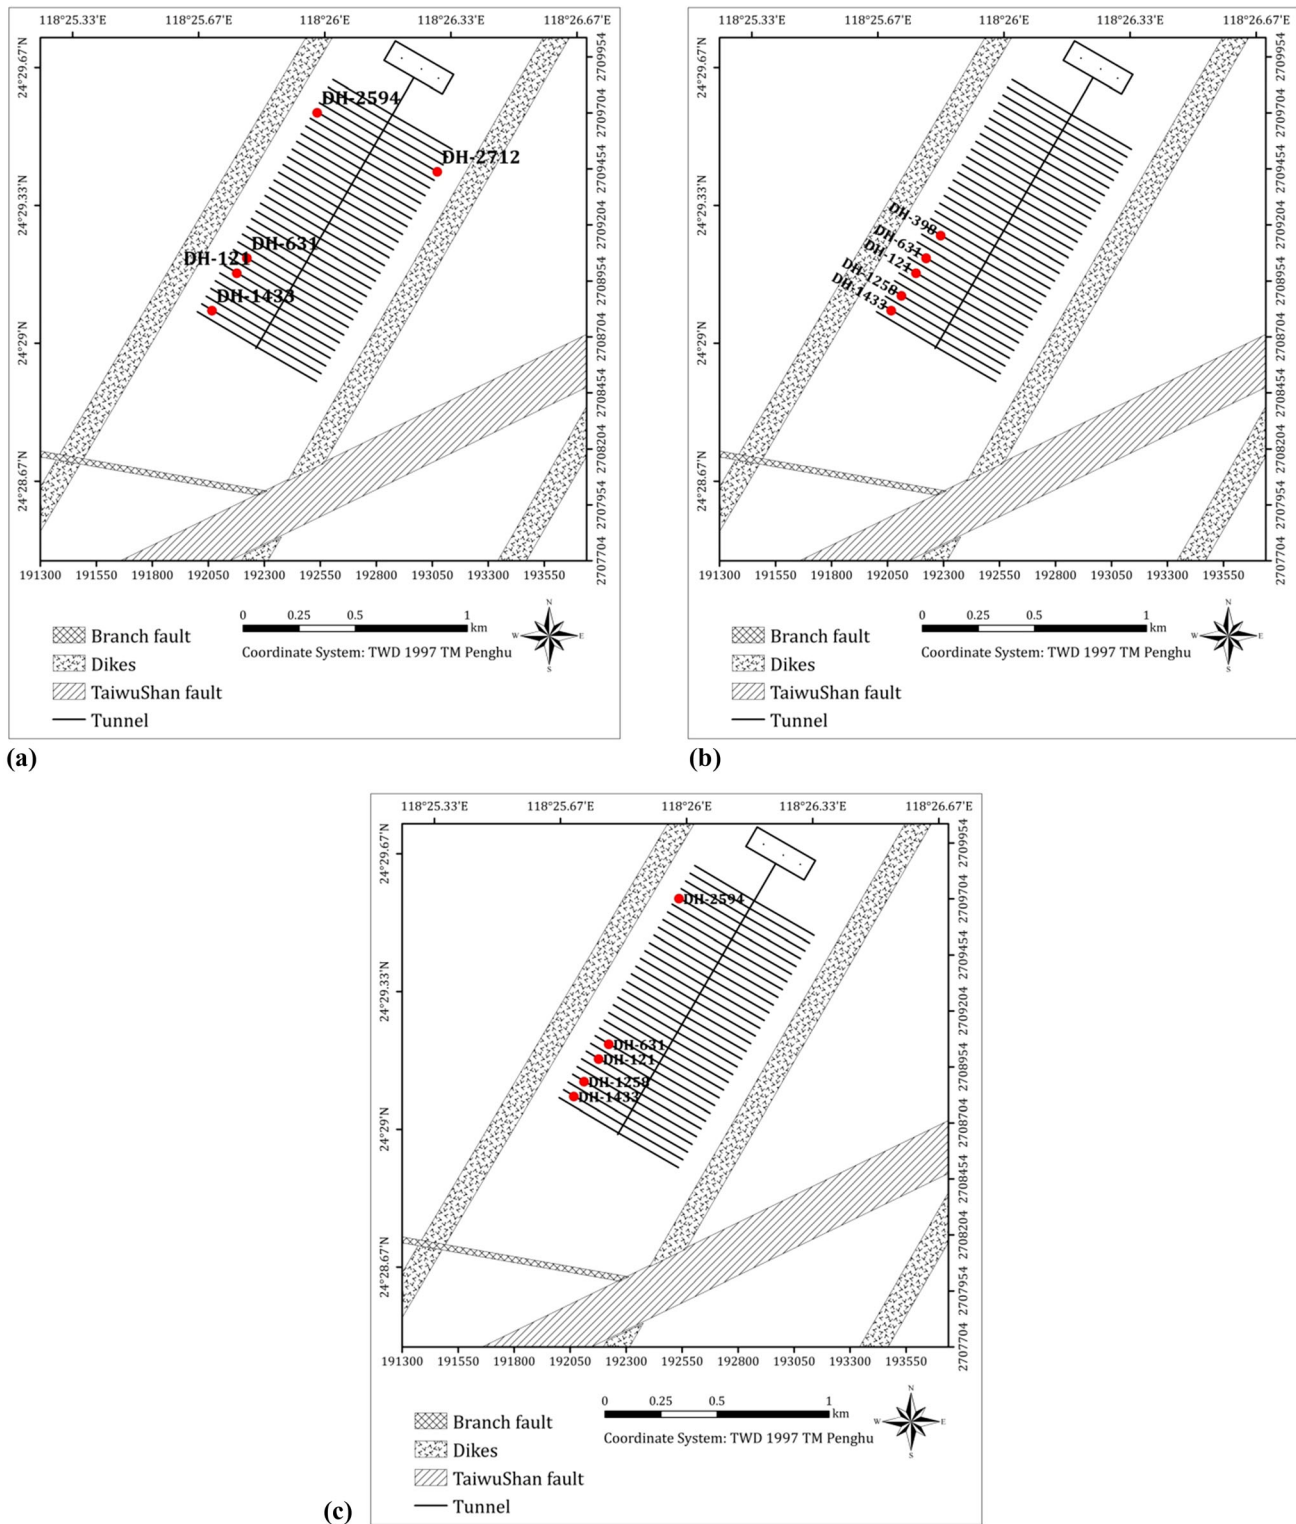 118°25.33'E 118°25.67'E 118°26'E 118°26.33'E 118°26.67'E
24°29.67'N
24°29.33'N
24°29'N
24°28.67'N
2709954
2709704
2709454
2709204
2708954
2708704
2708454
2708204
2707954
2707704
DH-2594
DH-2712
DH-631
DH-121
DH-1433
191300 191550 191800 192050 192300 192550 192800 193050 193300 193550
0 0.25 0.5 1
km
Coordinate System: TWD 1997 TM Penghu
N
W E
S
Branch fault
Dikes
TaiwuShan fault
Tunnel
(a)
118°25.33'E 118°25.67'E 118°26'E 118°26.33'E 118°26.67'E
24°29.67'N
24°29.33'N
24°29'N
24°28.67'N
2709954
2709704
2709454
2709204
2708954
2708704
2708454
2708204
2707954
2707704
DH-398
DH-631
DH-121
DH-1258
DH-1433
191300 191550 191800 192050 192300 192550 192800 193050 193300 193550
0 0.25 0.5 1
km
Coordinate System: TWD 1997 TM Penghu
N
W E
S
Branch fault
Dikes
TaiwuShan fault
Tunnel
(b)
118°25.33'E 118°25.67'E 118°26'E 118°26.33'E 118°26.67'E
24°29.67'N
24°29.33'N
24°29'N
24°28.67'N
2709954
2709704
2709454
2709204
2708954
2708704
2708454
2708204
2707954
2707704
DH-2594
DH-631
DH-121
DH-1258
DH-1433
191300 191550 191800 192050 192300 192550 192800 193050 193300 193550
0 0.25 0.5 1
km
Coordinate System: TWD 1997 TM Penghu
N
W E
S
Branch fault
Dikes
TaiwuShan fault
Tunnel
(c)